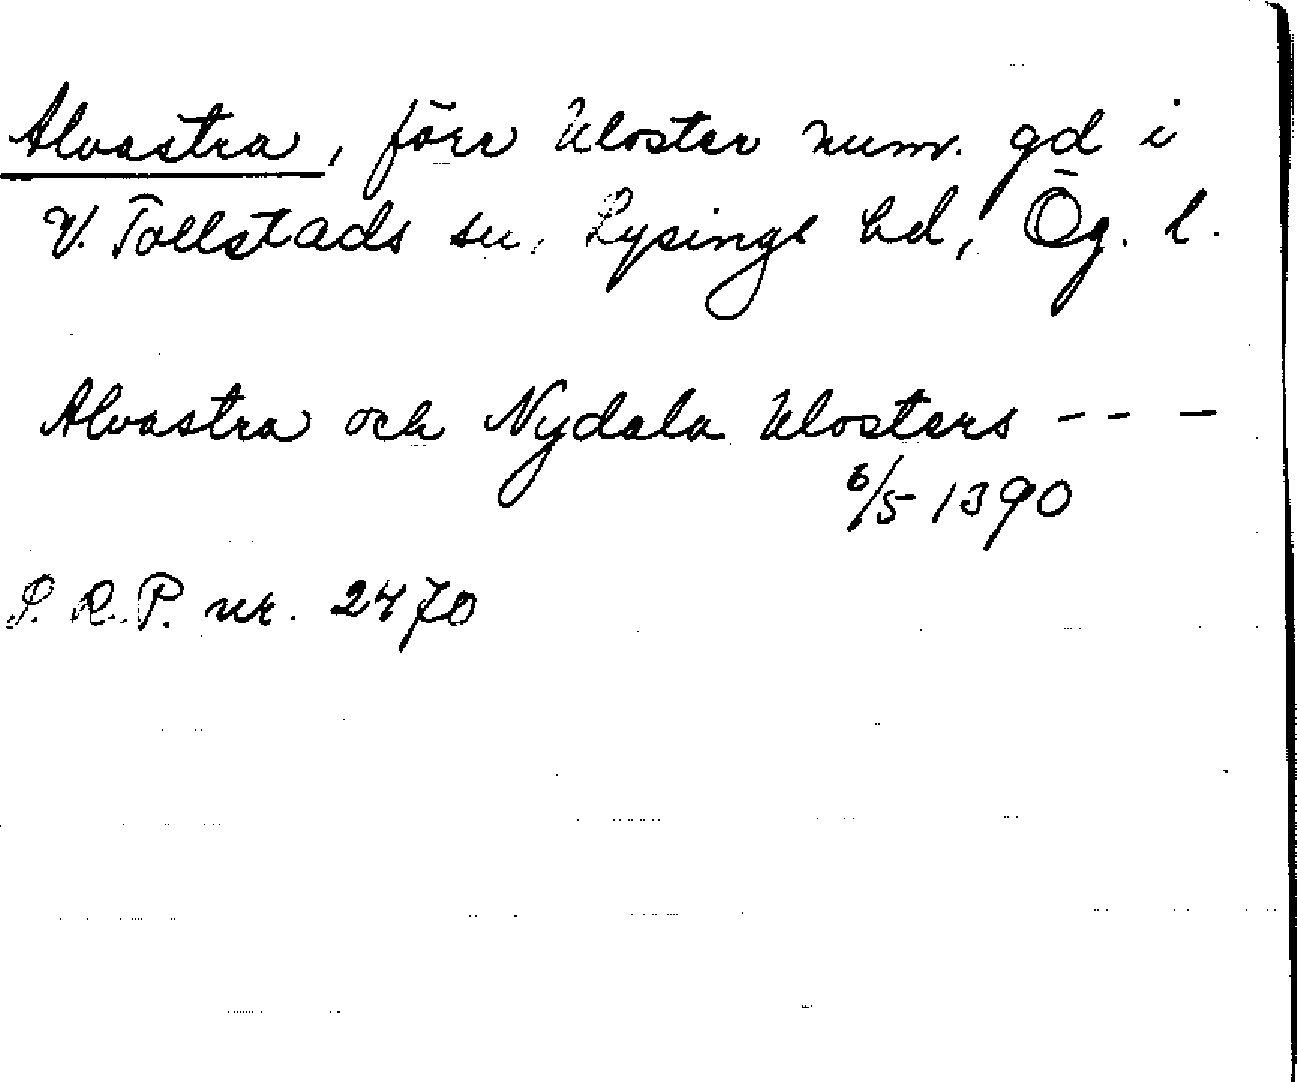 Alvastra, förr kloster num. gd i
V. Tollstads sn, Lysings hd, Ög. l.
Alvastra och Nydala klosters - - -
6/5 1390
S. R. P. nr. 2470